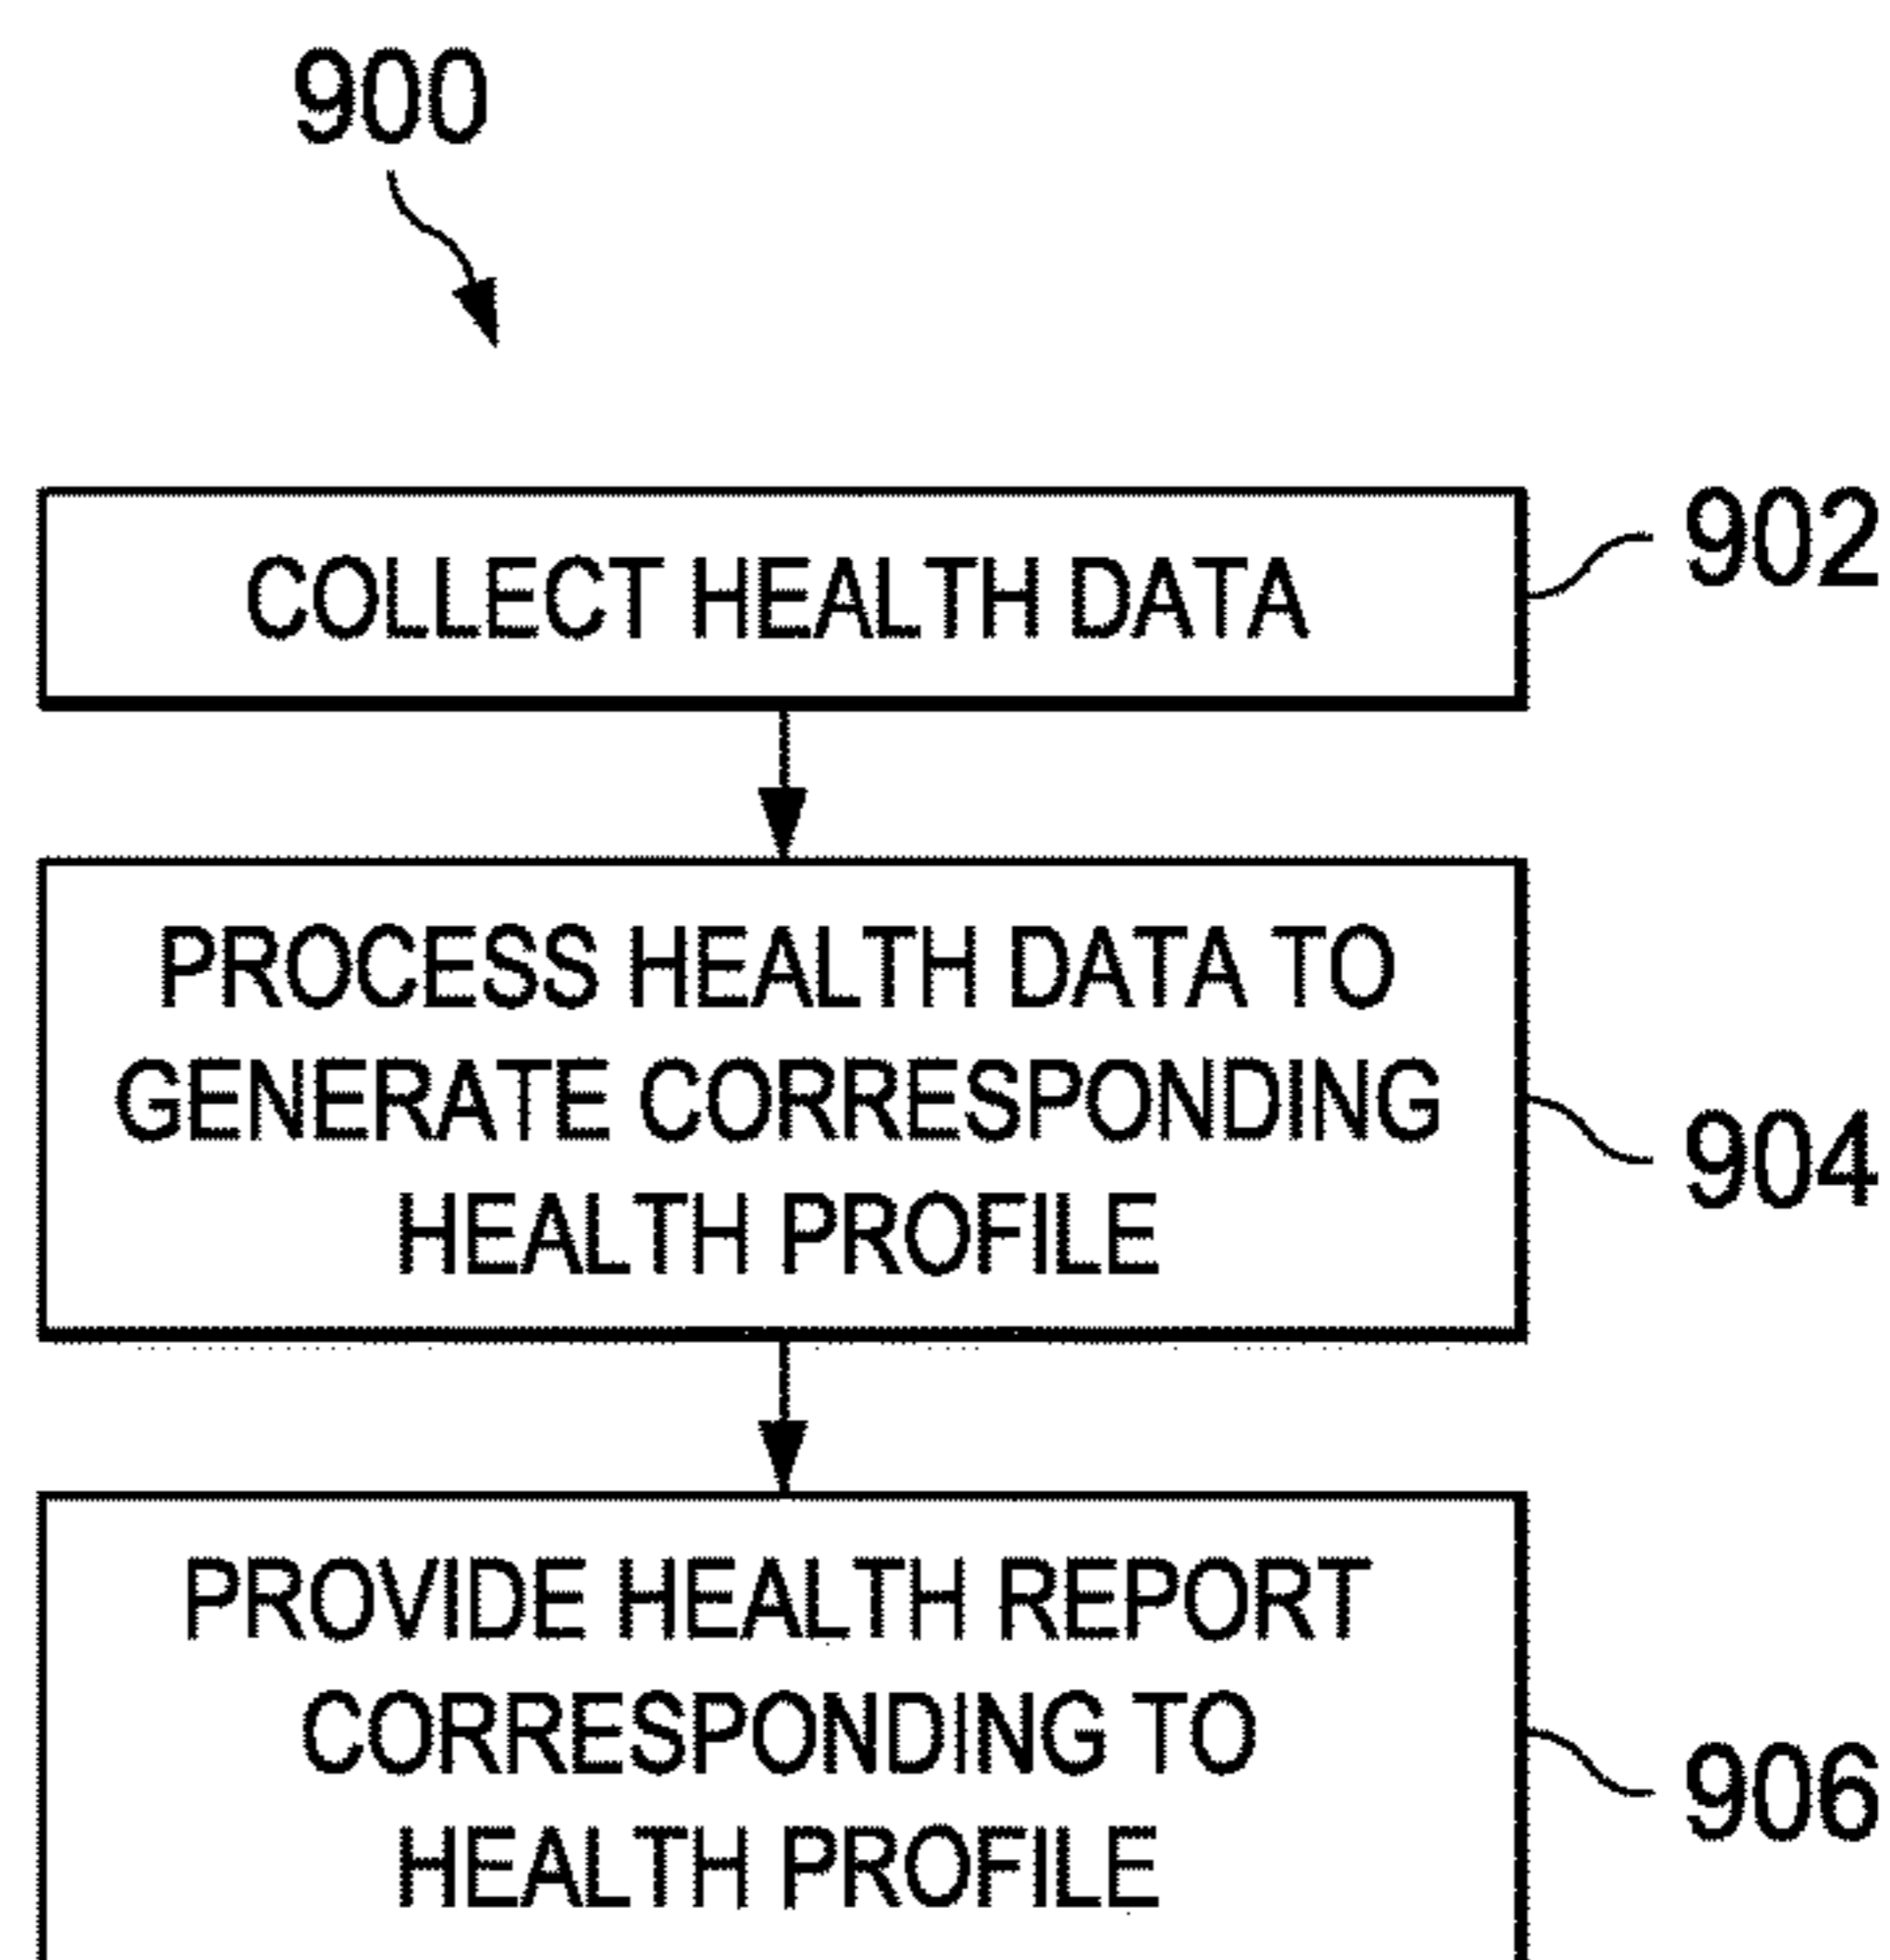 900
COLLECT HEALTH DATA
902
PROCESS HEALTH DATA TO
GENERATE CORRESPONDING
HEALTH PROFILE
904
PROVIDE HEALTH REPORT
CORRESPONDING TO
HEALTH PROFILE
906